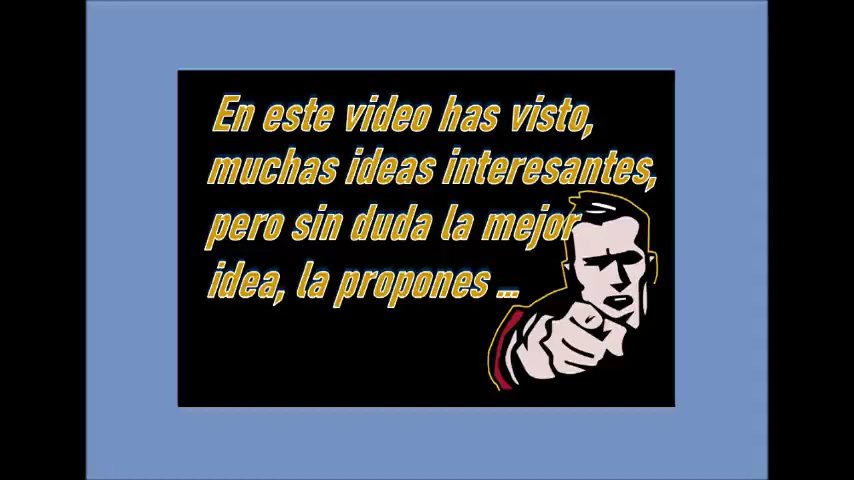 En este video has visto,
muchas ideas interesantes,
pero sin duda la mejor
idea, la propones ...